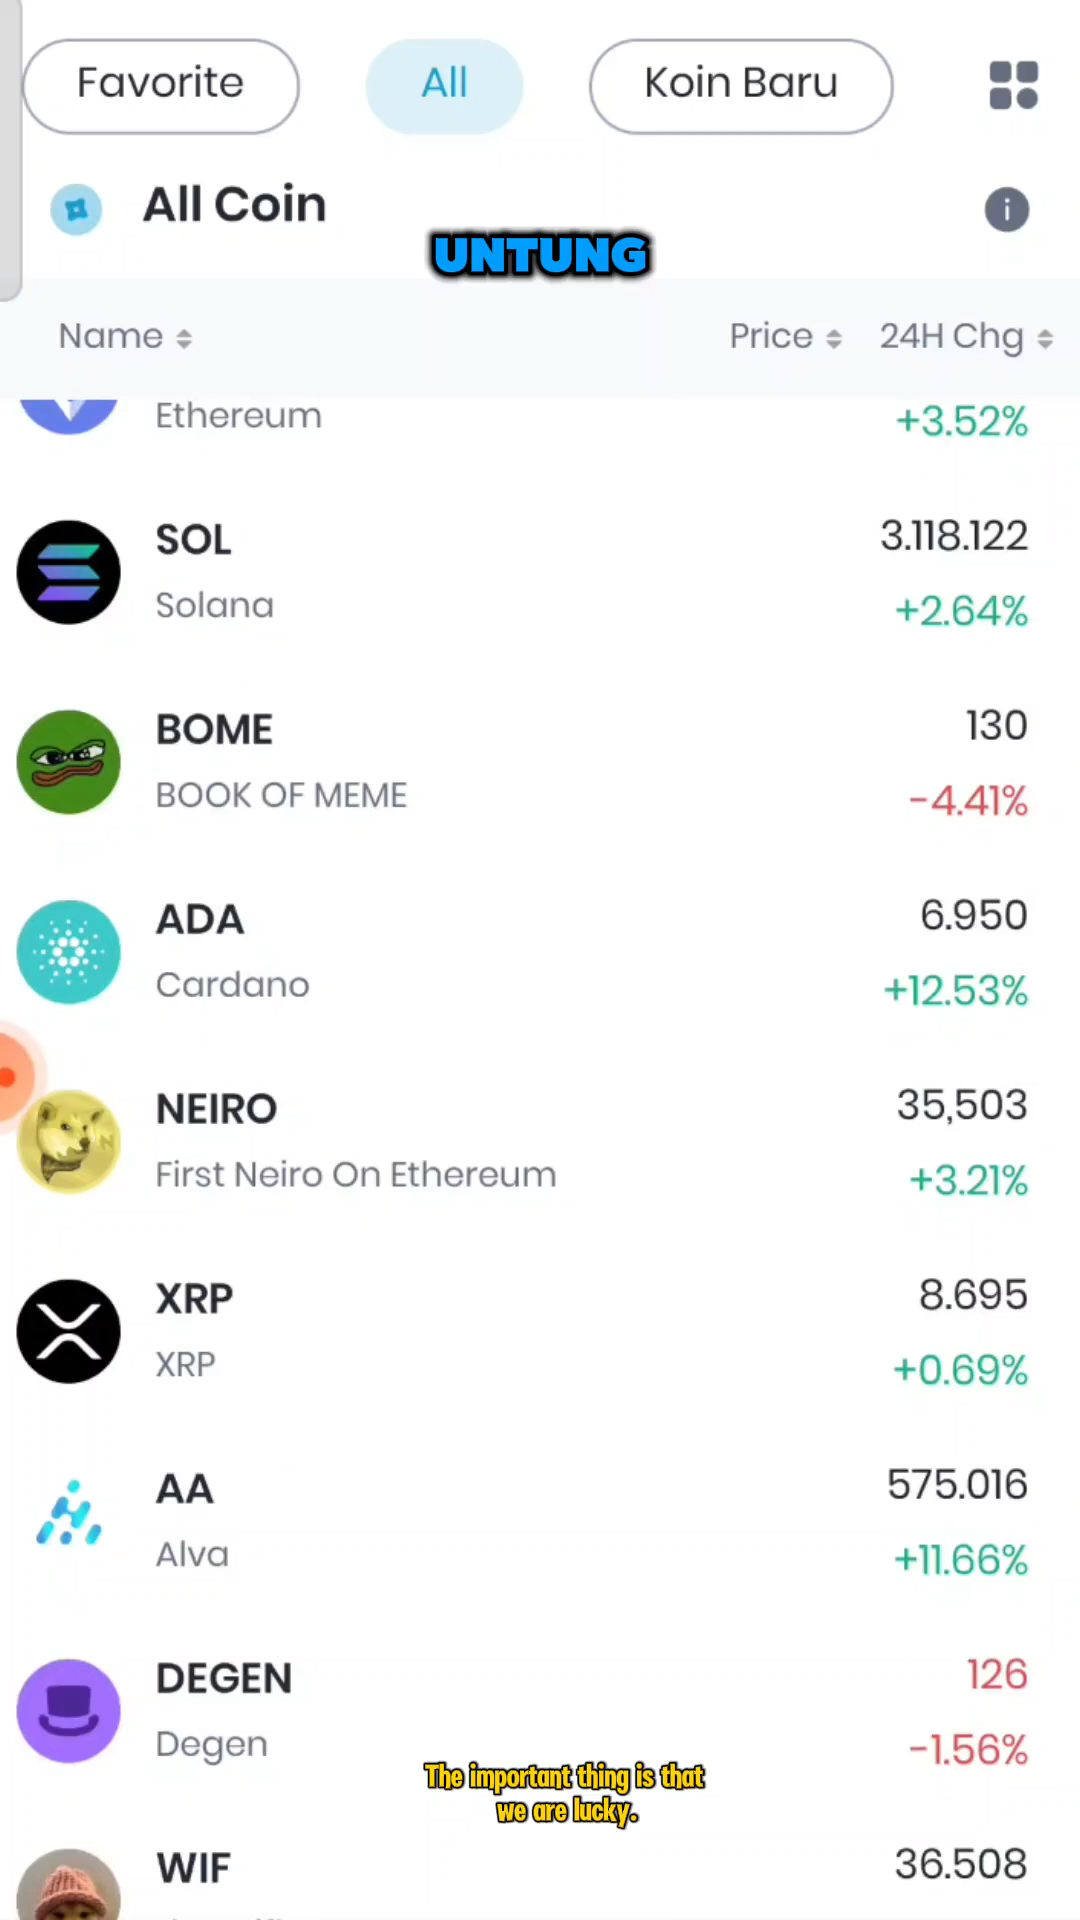 Favorite
All
Koin Baru
All Coin
UNTUNG
Name
Price
24H Chg
Ethereum
+3.52%
SOL
3.118.122
Solana
+2.64%
BOME
130
BOOK OF MEME
-4.41%
ADA
6.950
Cardano
+12.53%
NEIRO
35,503
First Neiro On Ethereum
+3.21%
XRP
8.695
XRP
+0.69%
AA
575.016
Alva
+11.66%
DEGEN
126
Degen
-1.56%
The important thing is that
we are lucky.
WIF
36.508